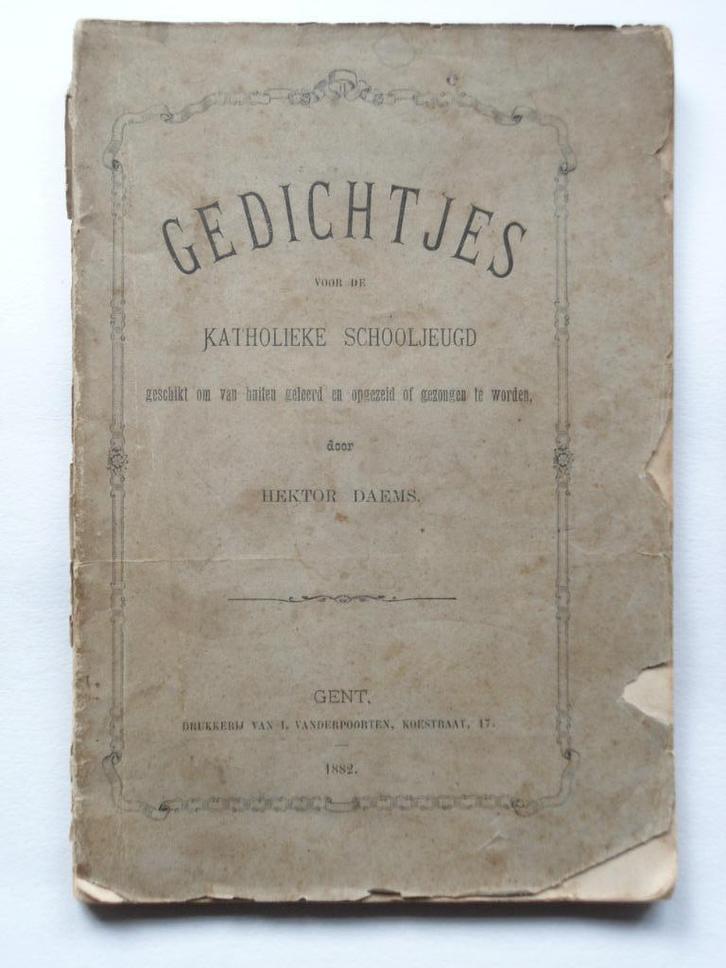 GEDICHTJES
VOOR DE
KATHOLIEKE SCHOOLJEUGD
geschikt om van buiten geleerd en opgezeid of gezongen te worden,
door
HEKTOR DAEMS.
GENT,
DRUKKERIJ VAN I. VANDERPOORTEN, KOESTRAAT, 17.
1882.